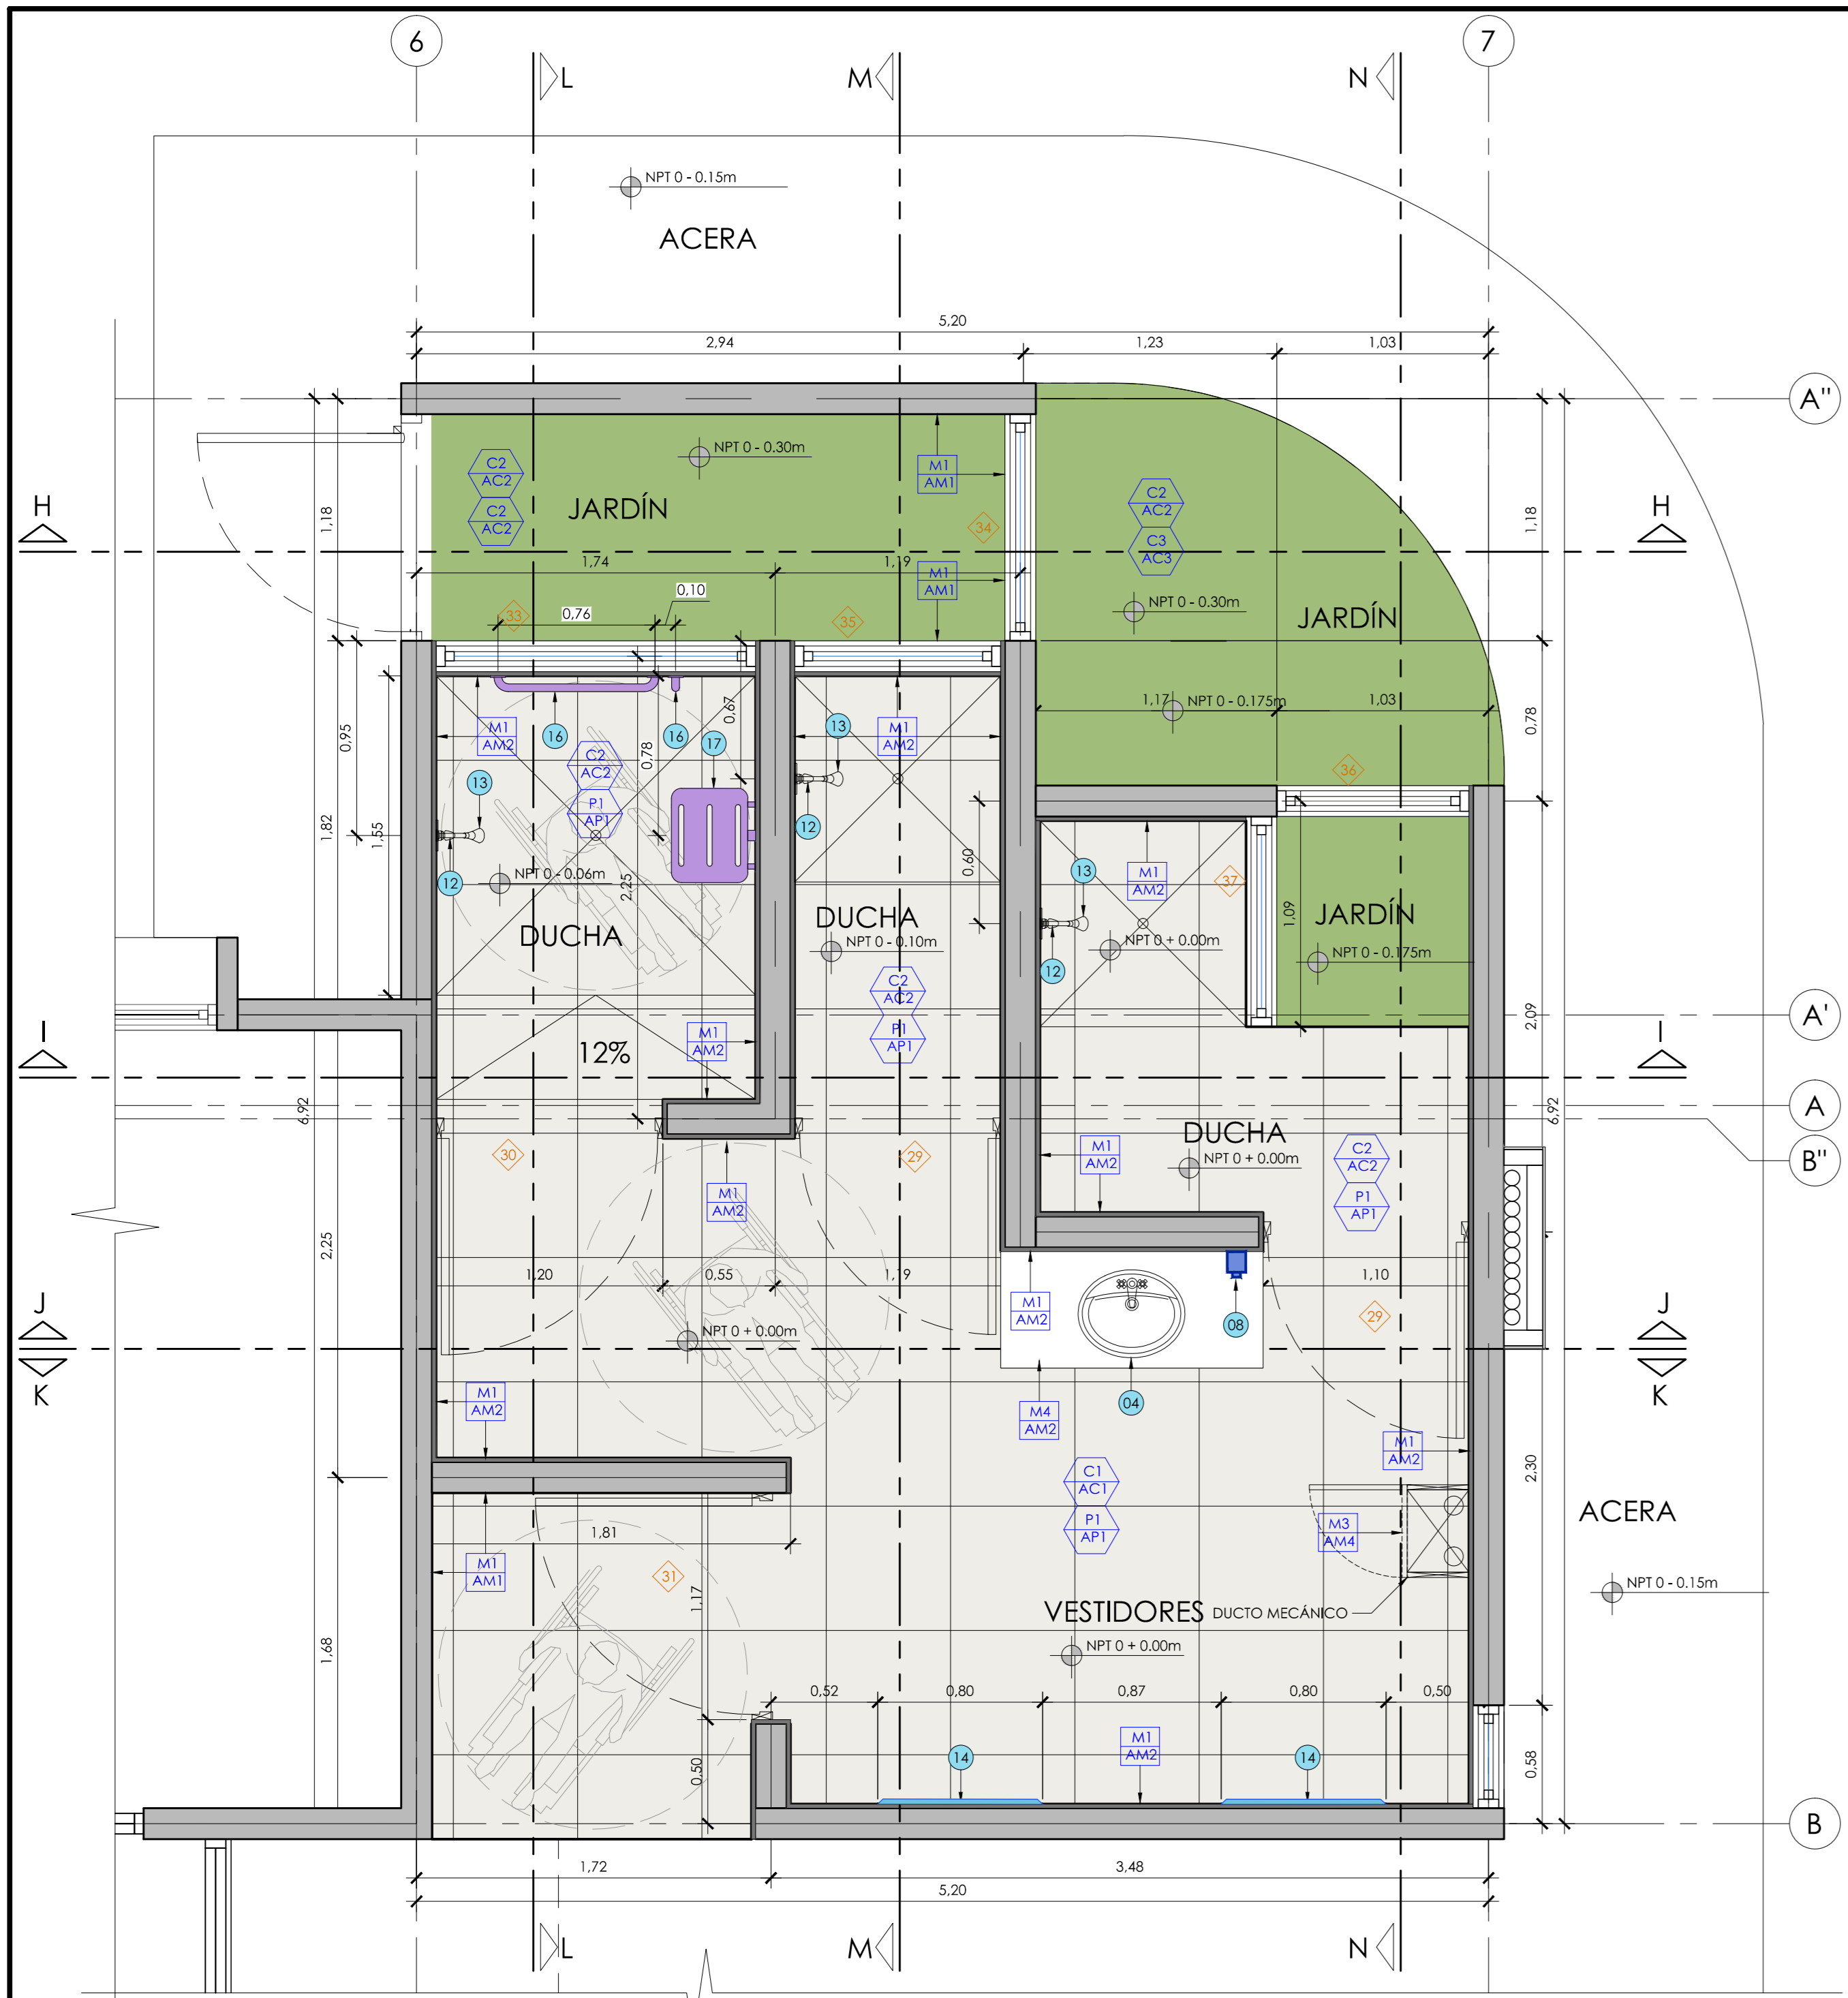 6
7
L
M
N
NPT 0 - 0.15m
ACERA
5,20
2,94
1,23
1,03
A"
NPT 0 - 0.30m
C2
AC2
C2
AC2
JARDÍN
M1
AM1
34
C2
AC2
C3
AC3
H
H
1,18
1,18
1,74
1,19
M1
AM1
0,10
0,76
33
35
NPT 0 - 0.30m
JARDÍN
1,17
NPT 0 - 0.175m
1,03
0,78
0,67
0,78
0,95
1,82
1,55
M1
AM2
16
16
17
13
M1
AM2
C2
AC2
P1
AP1
13
12
12
36
NPT 0 - 0.06m
2,25
DUCHA
DUCHA
NPT 0 - 0.10m
0,60
13
M1
AM2
37
12
NPT 0 + 0.00m
1,09
JARDÍN
NPT 0 - 0.175m
C2
AC2
P1
AP1
2,09
A'
I
I
12%
M1
AM2
6,92
6,92
A
B"
30
29
DUCHA
NPT 0 + 0.00m
M1
AM2
C2
AC2
P1
AP1
M1
AM2
2,25
1,20
0,55
1,19
1,10
M1
AM2
08
29
NPT 0 + 0.00m
J
K
J
K
M1
AM2
04
M4
AM2
M1
AM2
C1
AC1
P1
AP1
2,30
1,81
M3
AM4
ACERA
M1
AM1
31
1,17
VESTIDORES
DUCTO MECÁNICO
NPT 0 - 0.15m
NPT 0 + 0.00m
1,68
0,52
0,80
0,87
0,80
0,50
M1
AM2
14
14
0,50
0,58
B
1,72
3,48
5,20
L
M
N